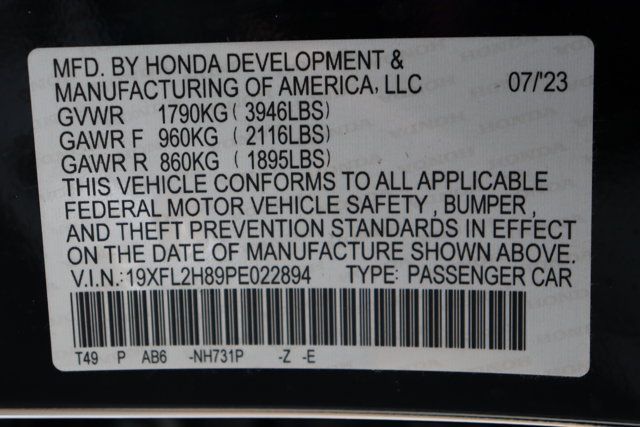 MFD. BY HONDA DEVELOPMENT &
MANUFACTURING OF AMERICA, LLC 07/'23
GVWR 1790KG ( 3946LBS)
GAWR F 960KG ( 2116LBS)
GAWR R 860KG ( 1895LBS)
THIS VEHICLE CONFORMS TO ALL APPLICABLE
FEDERAL MOTOR VEHICLE SAFETY , BUMPER ,
AND THEFT PREVENTION STANDARDS IN EFFECT
ON THE DATE OF MANUFACTURE SHOWN ABOVE.
V.I.N.: 19XFL2H89PE022894 TYPE: PASSENGER CAR
T49 P AB6 -NH731P -Z -E